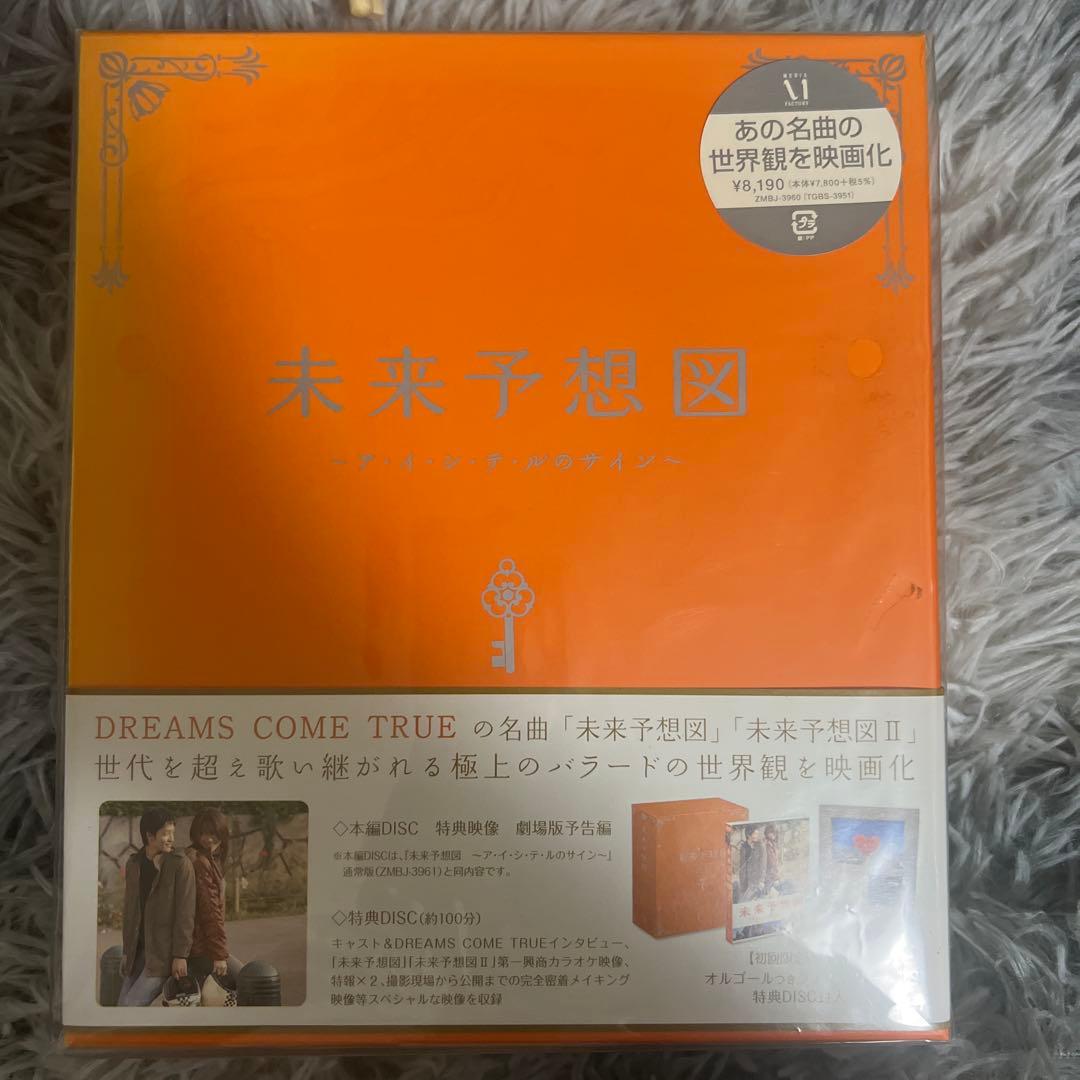 MEDIA
FACTORY
あの名曲の
世界観を映画化
¥8,190(本体¥7,800+税5%)
ZMBJ-3960(TGBS-3951)
プラ
袋:PP
未来予想図
～ア・イ・シ・テ・ルのサイン～
DREAMS COME TRUE の名曲「未来予想図」「未来予想図Ⅱ」
世代を超え歌い継がれる極上のバラードの世界観を映画化
◇本編DISC 特典映像 劇場版予告編
※本編DISCは、『未来予想図 ～ア・イ・シ・テ・ルのサイン～』
通常版(ZMBJ-3961)と同内容です。
◇特典DISC(約100分)
キャスト&DREAMS COME TRUEインタビュー、
「未来予想図」「未来予想図Ⅱ」第一興商カラオケ映像、
特報×2、撮影現場から公開までの完全密着メイキング
映像等スペシャルな映像を収録
未来予想
【初回限
オルゴールつき
特典DISC